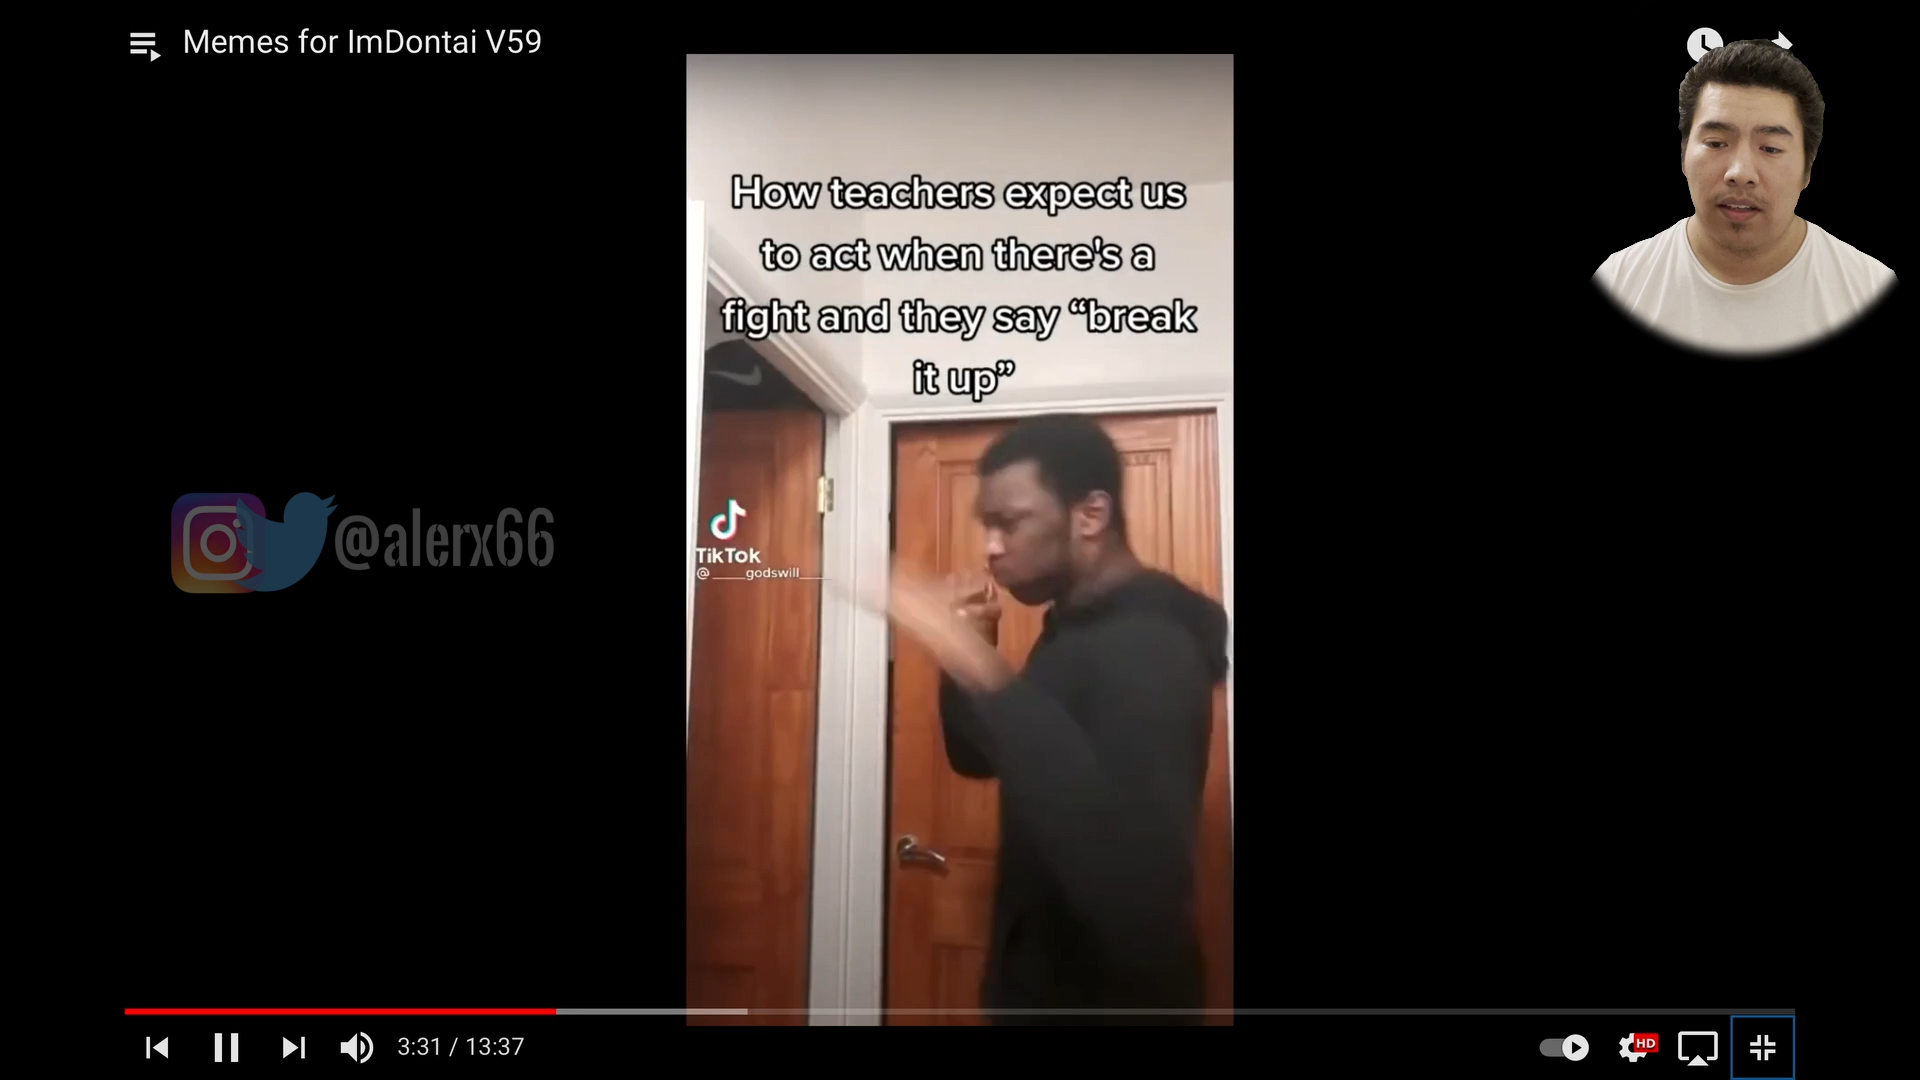 Memes for ImDontai V59
How teachers expect us
to act when there's a
fight and they say “break
it up”
TikTok
@____godswill____
@alerx66
3:31 / 13:37
HD